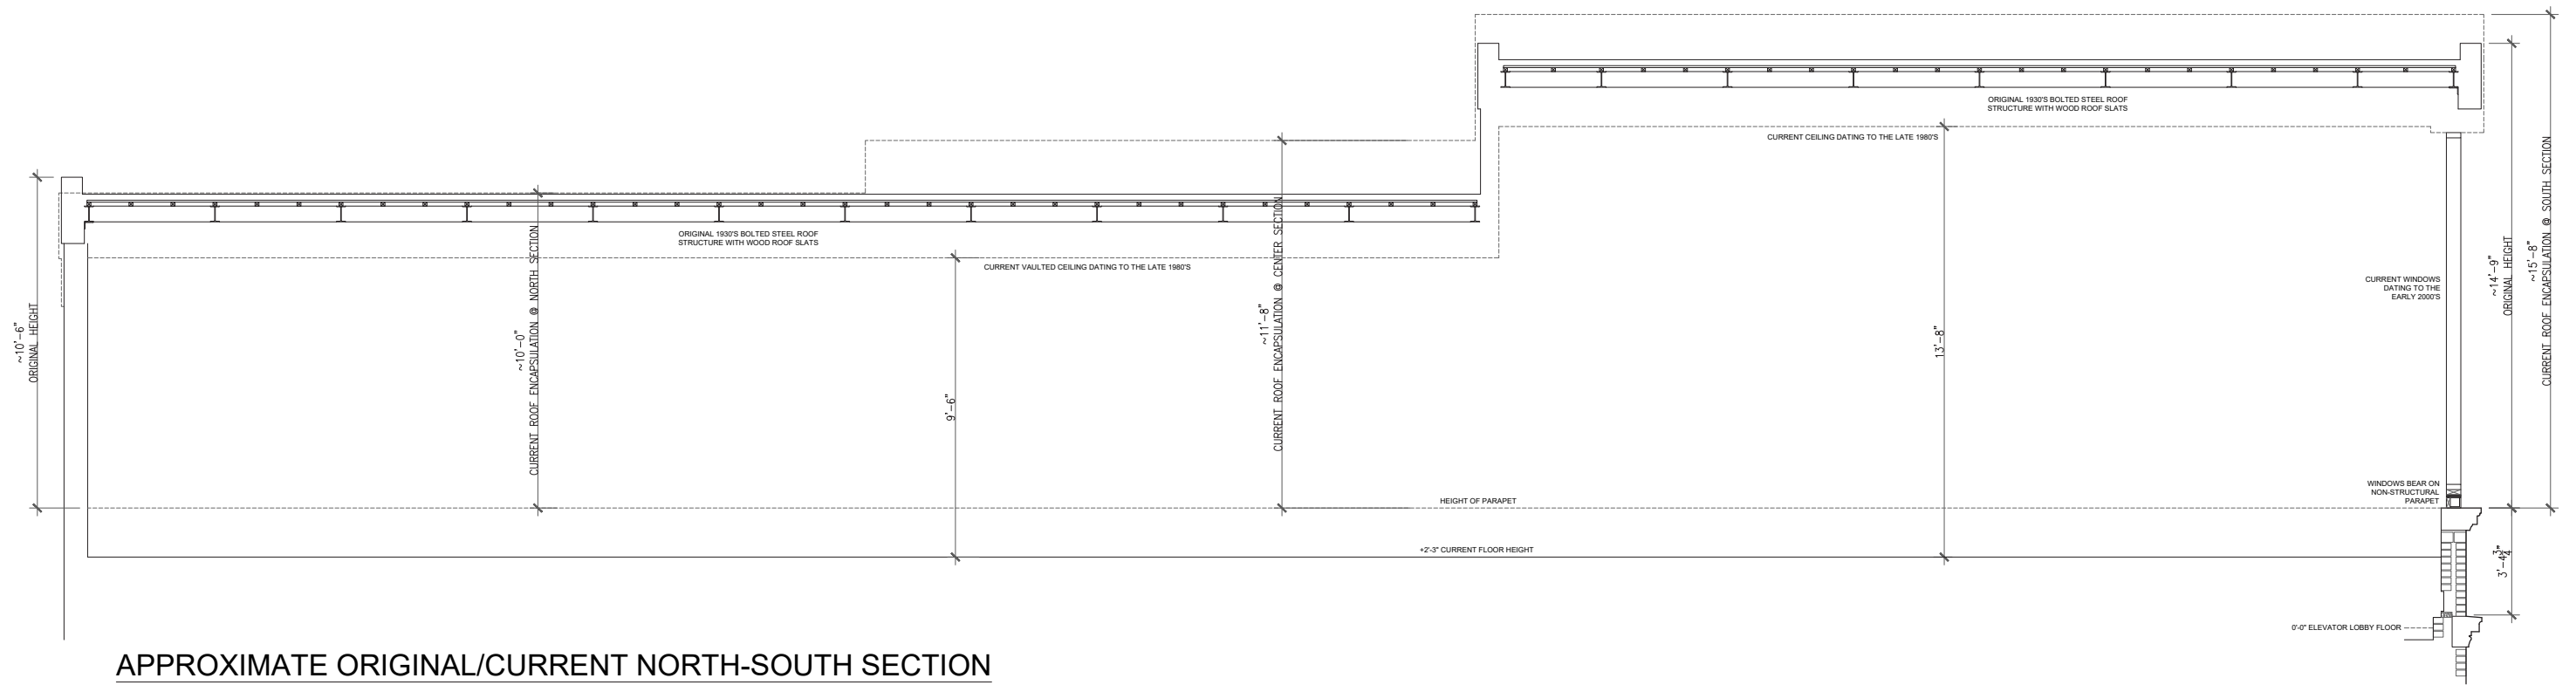 ORIGINAL 1930'S BOLTED STEEL ROOF
STRUCTURE WITH WOOD ROOF SLATS
CURRENT CEILING DATING TO THE LATE 1980'S
ORIGINAL 1930'S BOLTED STEEL ROOF
STRUCTURE WITH WOOD ROOF SLATS
CURRENT VAULTED CEILING DATING TO THE LATE 1980'S
~10'-6"
ORIGINAL HEIGHT
~10'-0"
CURRENT ROOF ENCAPSULATION @ NORTH SECTION
9'-6"
~11'-8"
CURRENT ROOF ENCAPSULATION @ CENTER SECTION
13'-8"
CURRENT WINDOWS
DATING TO THE
EARLY 2000'S
~14'-9"
ORIGINAL HEIGHT
~15'-8"
CURRENT ROOF ENCAPSULATION @ SOUTH SECTION
WINDOWS BEAR ON
NON-STRUCTURAL
PARAPET
HEIGHT OF PARAPET
+2'-3" CURRENT FLOOR HEIGHT
3'-4 3/4"
0'-0" ELEVATOR LOBBY FLOOR
APPROXIMATE ORIGINAL/CURRENT NORTH-SOUTH SECTION